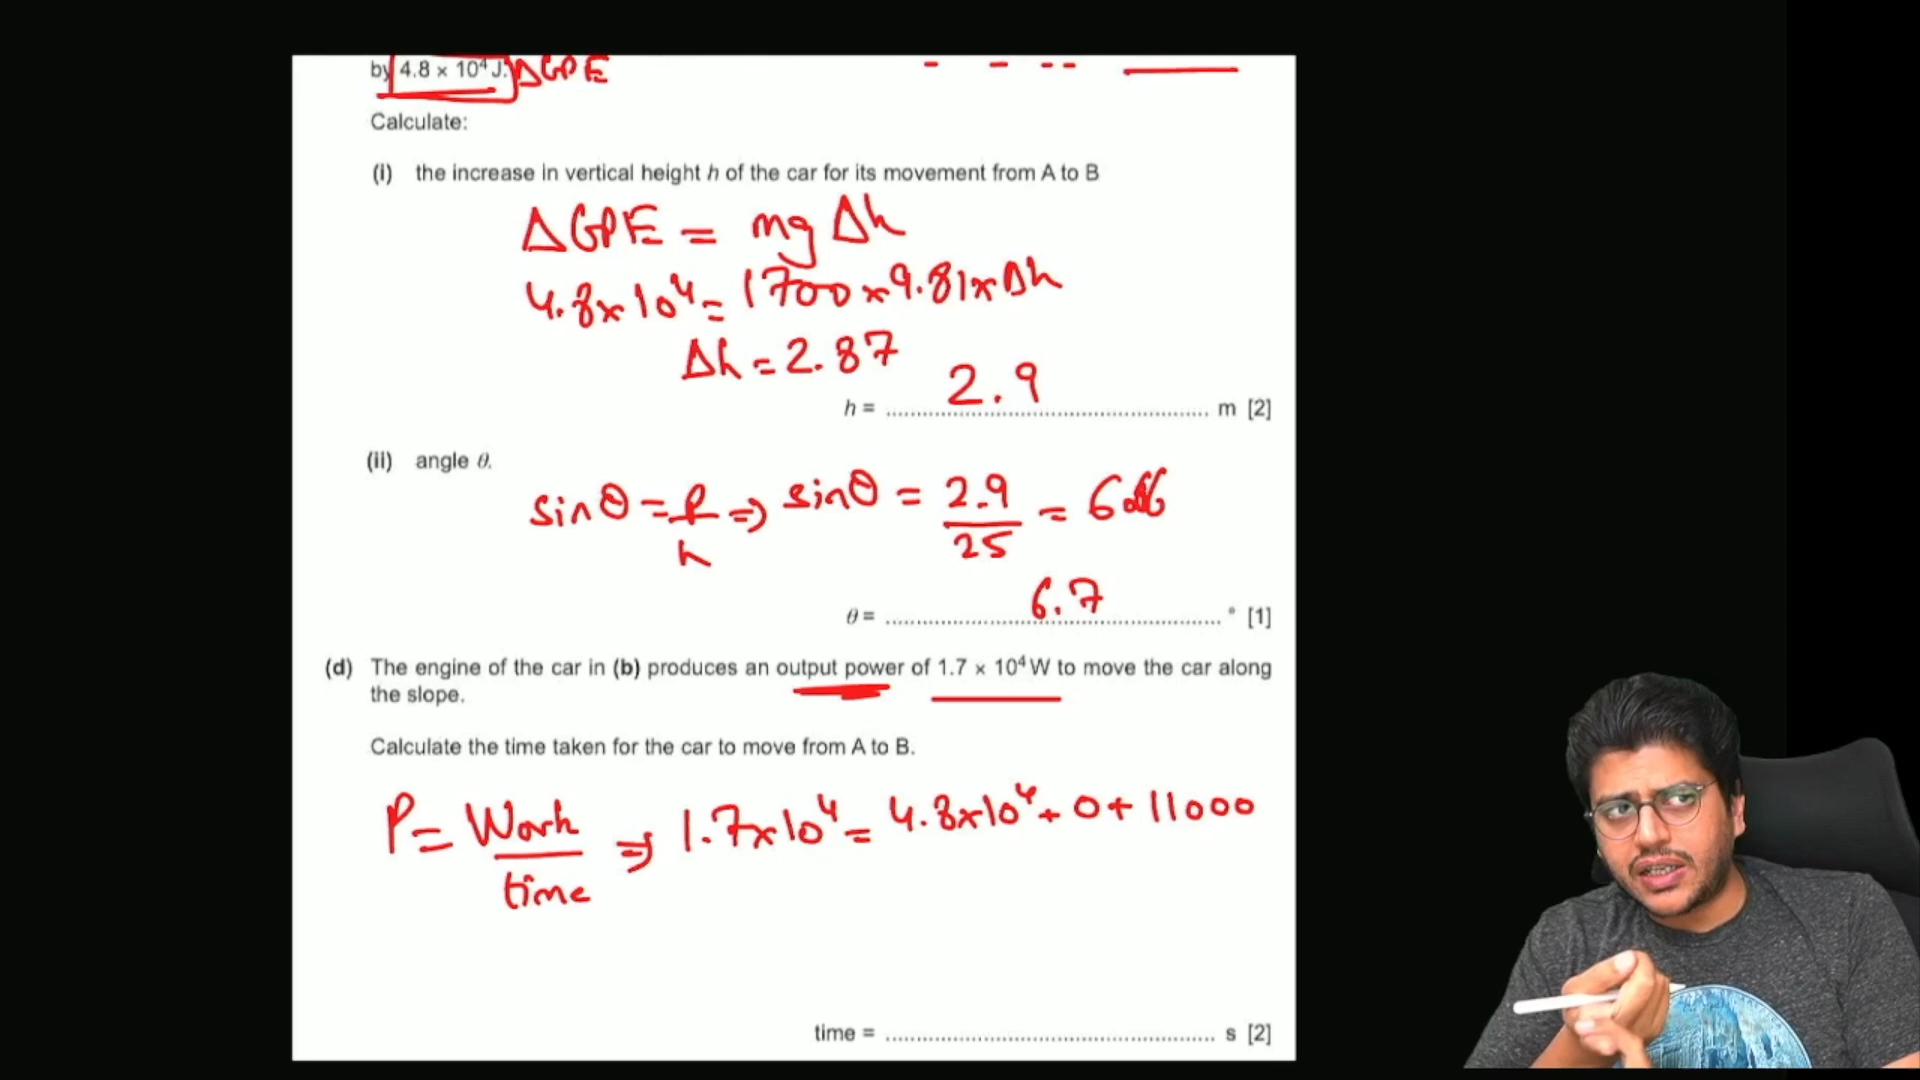 by 4.8 × 10⁴ J. ΔGPE
Calculate:
(i) the increase in vertical height h of the car for its movement from A to B
ΔGPE = mgΔh
4.8×10⁴ = 1700×9.81×Δh
Δh = 2.87
2.9
h = ........ m [2]
(ii) angle θ.
sinθ = p/h ⇒ sinθ = 2.9/25 = 6.66
6.7
θ = ........ ° [1]
(d) The engine of the car in (b) produces an output power of 1.7 × 10⁴ W to move the car along
the slope.
Calculate the time taken for the car to move from A to B.
P = Work/time ⇒ 1.7×10⁴ = 4.8×10⁴ + 0 + 11000
time = ........ s [2]